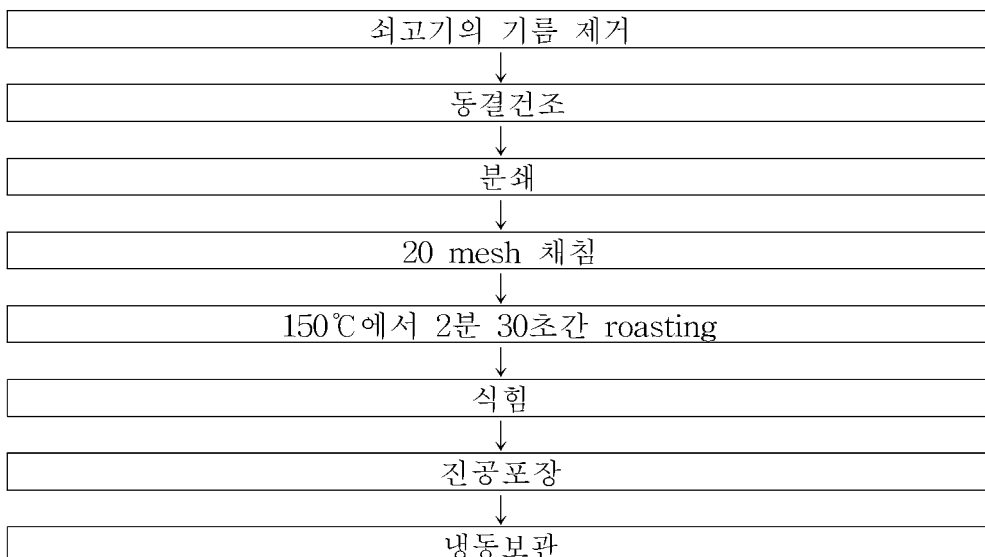 쇠고기의 기름 제거
동결건조
분쇄
20 mesh 채침
150℃에서 2분 30초간 roasting
식힘
진공포장
냉동보관